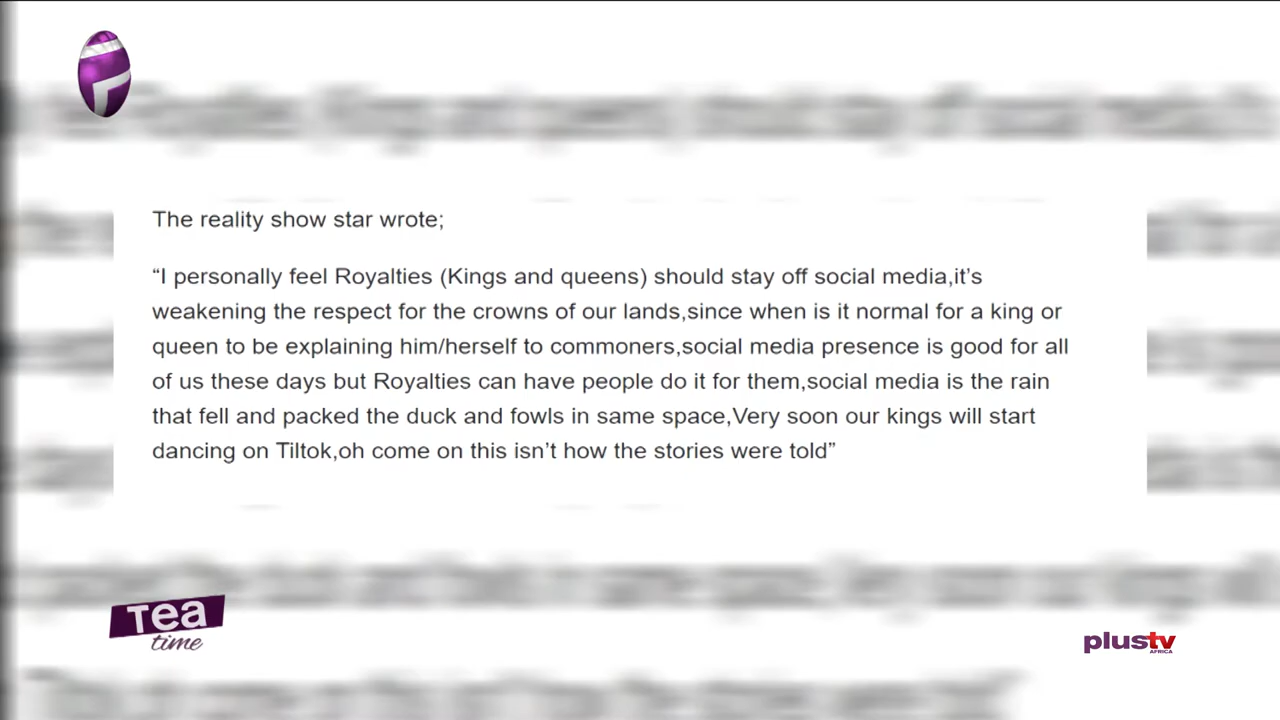 The reality show star wrote;
“I personally feel Royalties (Kings and queens) should stay off social media,it’s
weakening the respect for the crowns of our lands,since when is it normal for a king or
queen to be explaining him/herself to commoners,social media presence is good for all
of us these days but Royalties can have people do it for them,social media is the rain
that fell and packed the duck and fowls in same space,Very soon our kings will start
dancing on Tiltok,oh come on this isn’t how the stories were told”
Tea
time
plustv
AFRICA